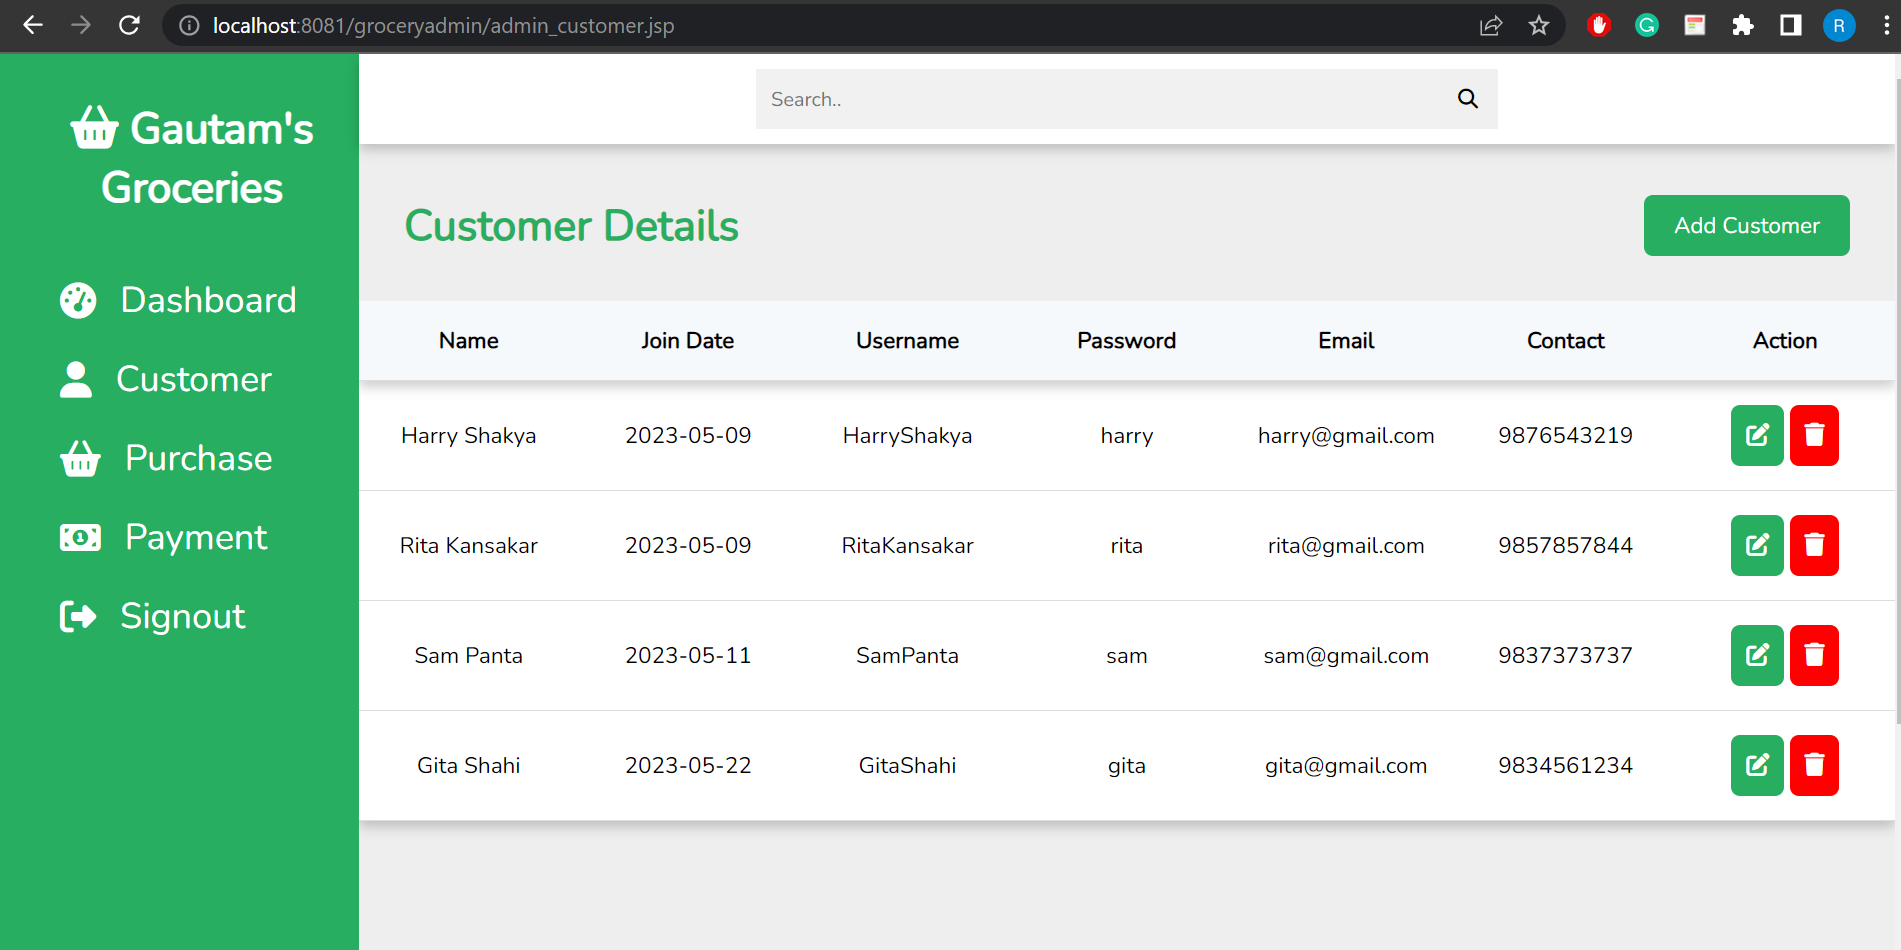 localhost:8081/groceryadmin/admin_customer.jsp
R
Gautam's
Groceries
Dashboard
Customer
Purchase
Payment
Signout
Search..
Customer Details
Add Customer
Name Join Date Username Password Email Contact Action
Harry Shakya 2023-05-09 HarryShakya harry harry@gmail.com 9876543219
Rita Kansakar 2023-05-09 RitaKansakar rita rita@gmail.com 9857857844
Sam Panta 2023-05-11 SamPanta sam sam@gmail.com 9837373737
Gita Shahi 2023-05-22 GitaShahi gita gita@gmail.com 9834561234